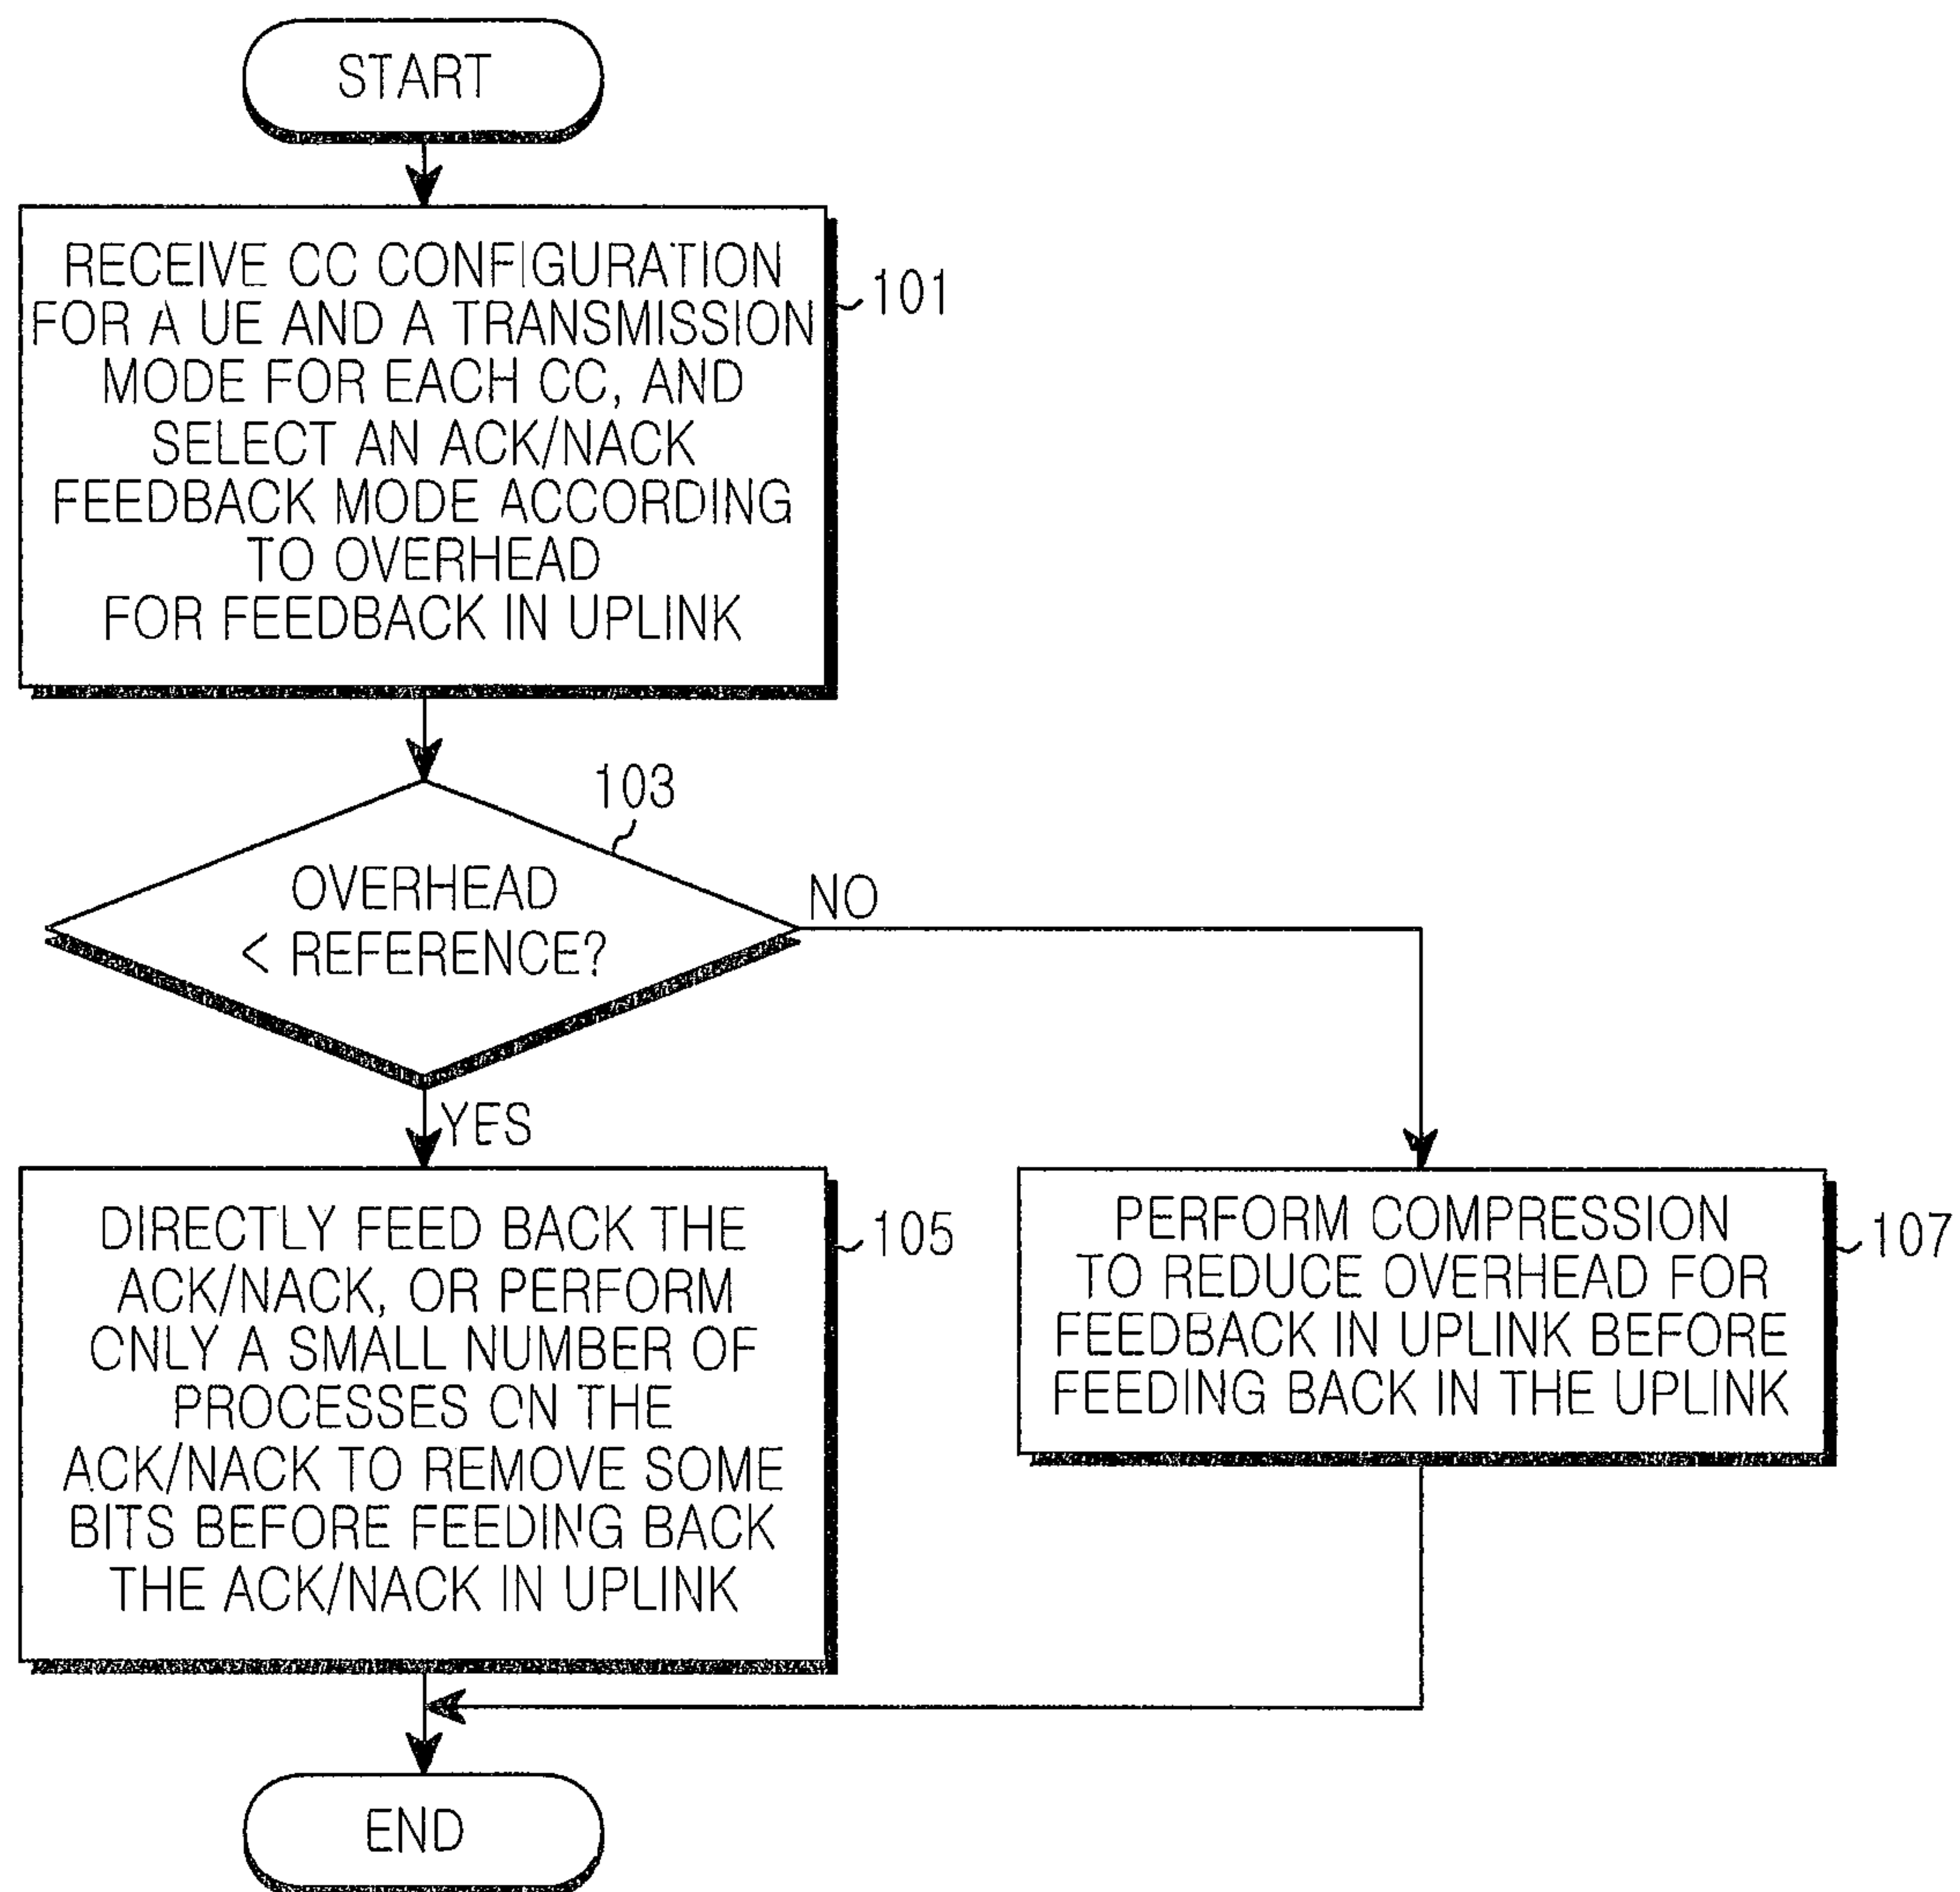 START
RECEIVE CC CONFIGURATION
FOR A UE AND A TRANSMISSION
MODE FOR EACH CC, AND
SELECT AN ACK/NACK
FEEDBACK MODE ACCORDING
TO OVERHEAD
FOR FEEDBACK IN UPLINK
101
103
OVERHEAD
< REFERENCE?
NO
YES
DIRECTLY FEED BACK THE
ACK/NACK, OR PERFORM
ONLY A SMALL NUMBER OF
PROCESSES ON THE
ACK/NACK TO REMOVE SOME
BITS BEFORE FEEDING BACK
THE ACK/NACK IN UPLINK
105
PERFORM COMPRESSION
TO REDUCE OVERHEAD FOR
FEEDBACK IN UPLINK BEFORE
FEEDING BACK IN THE UPLINK
107
END